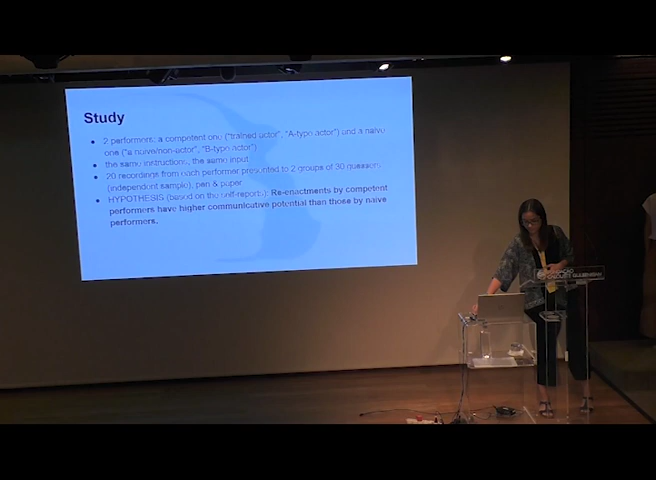 Study
2 performers: a competent one ("trained actor", "A-type actor") and a naive
one ("a naive/non-actor", "B-type actor")
the same instructions, the same input
20 recordings from each performer presented to 2 groups of 30 guessers
(independent sample), pen & paper
HYPOTHESIS (based on the self-reports): Re-enactments by competent
performers have higher communicative potential than those by naive
performers.